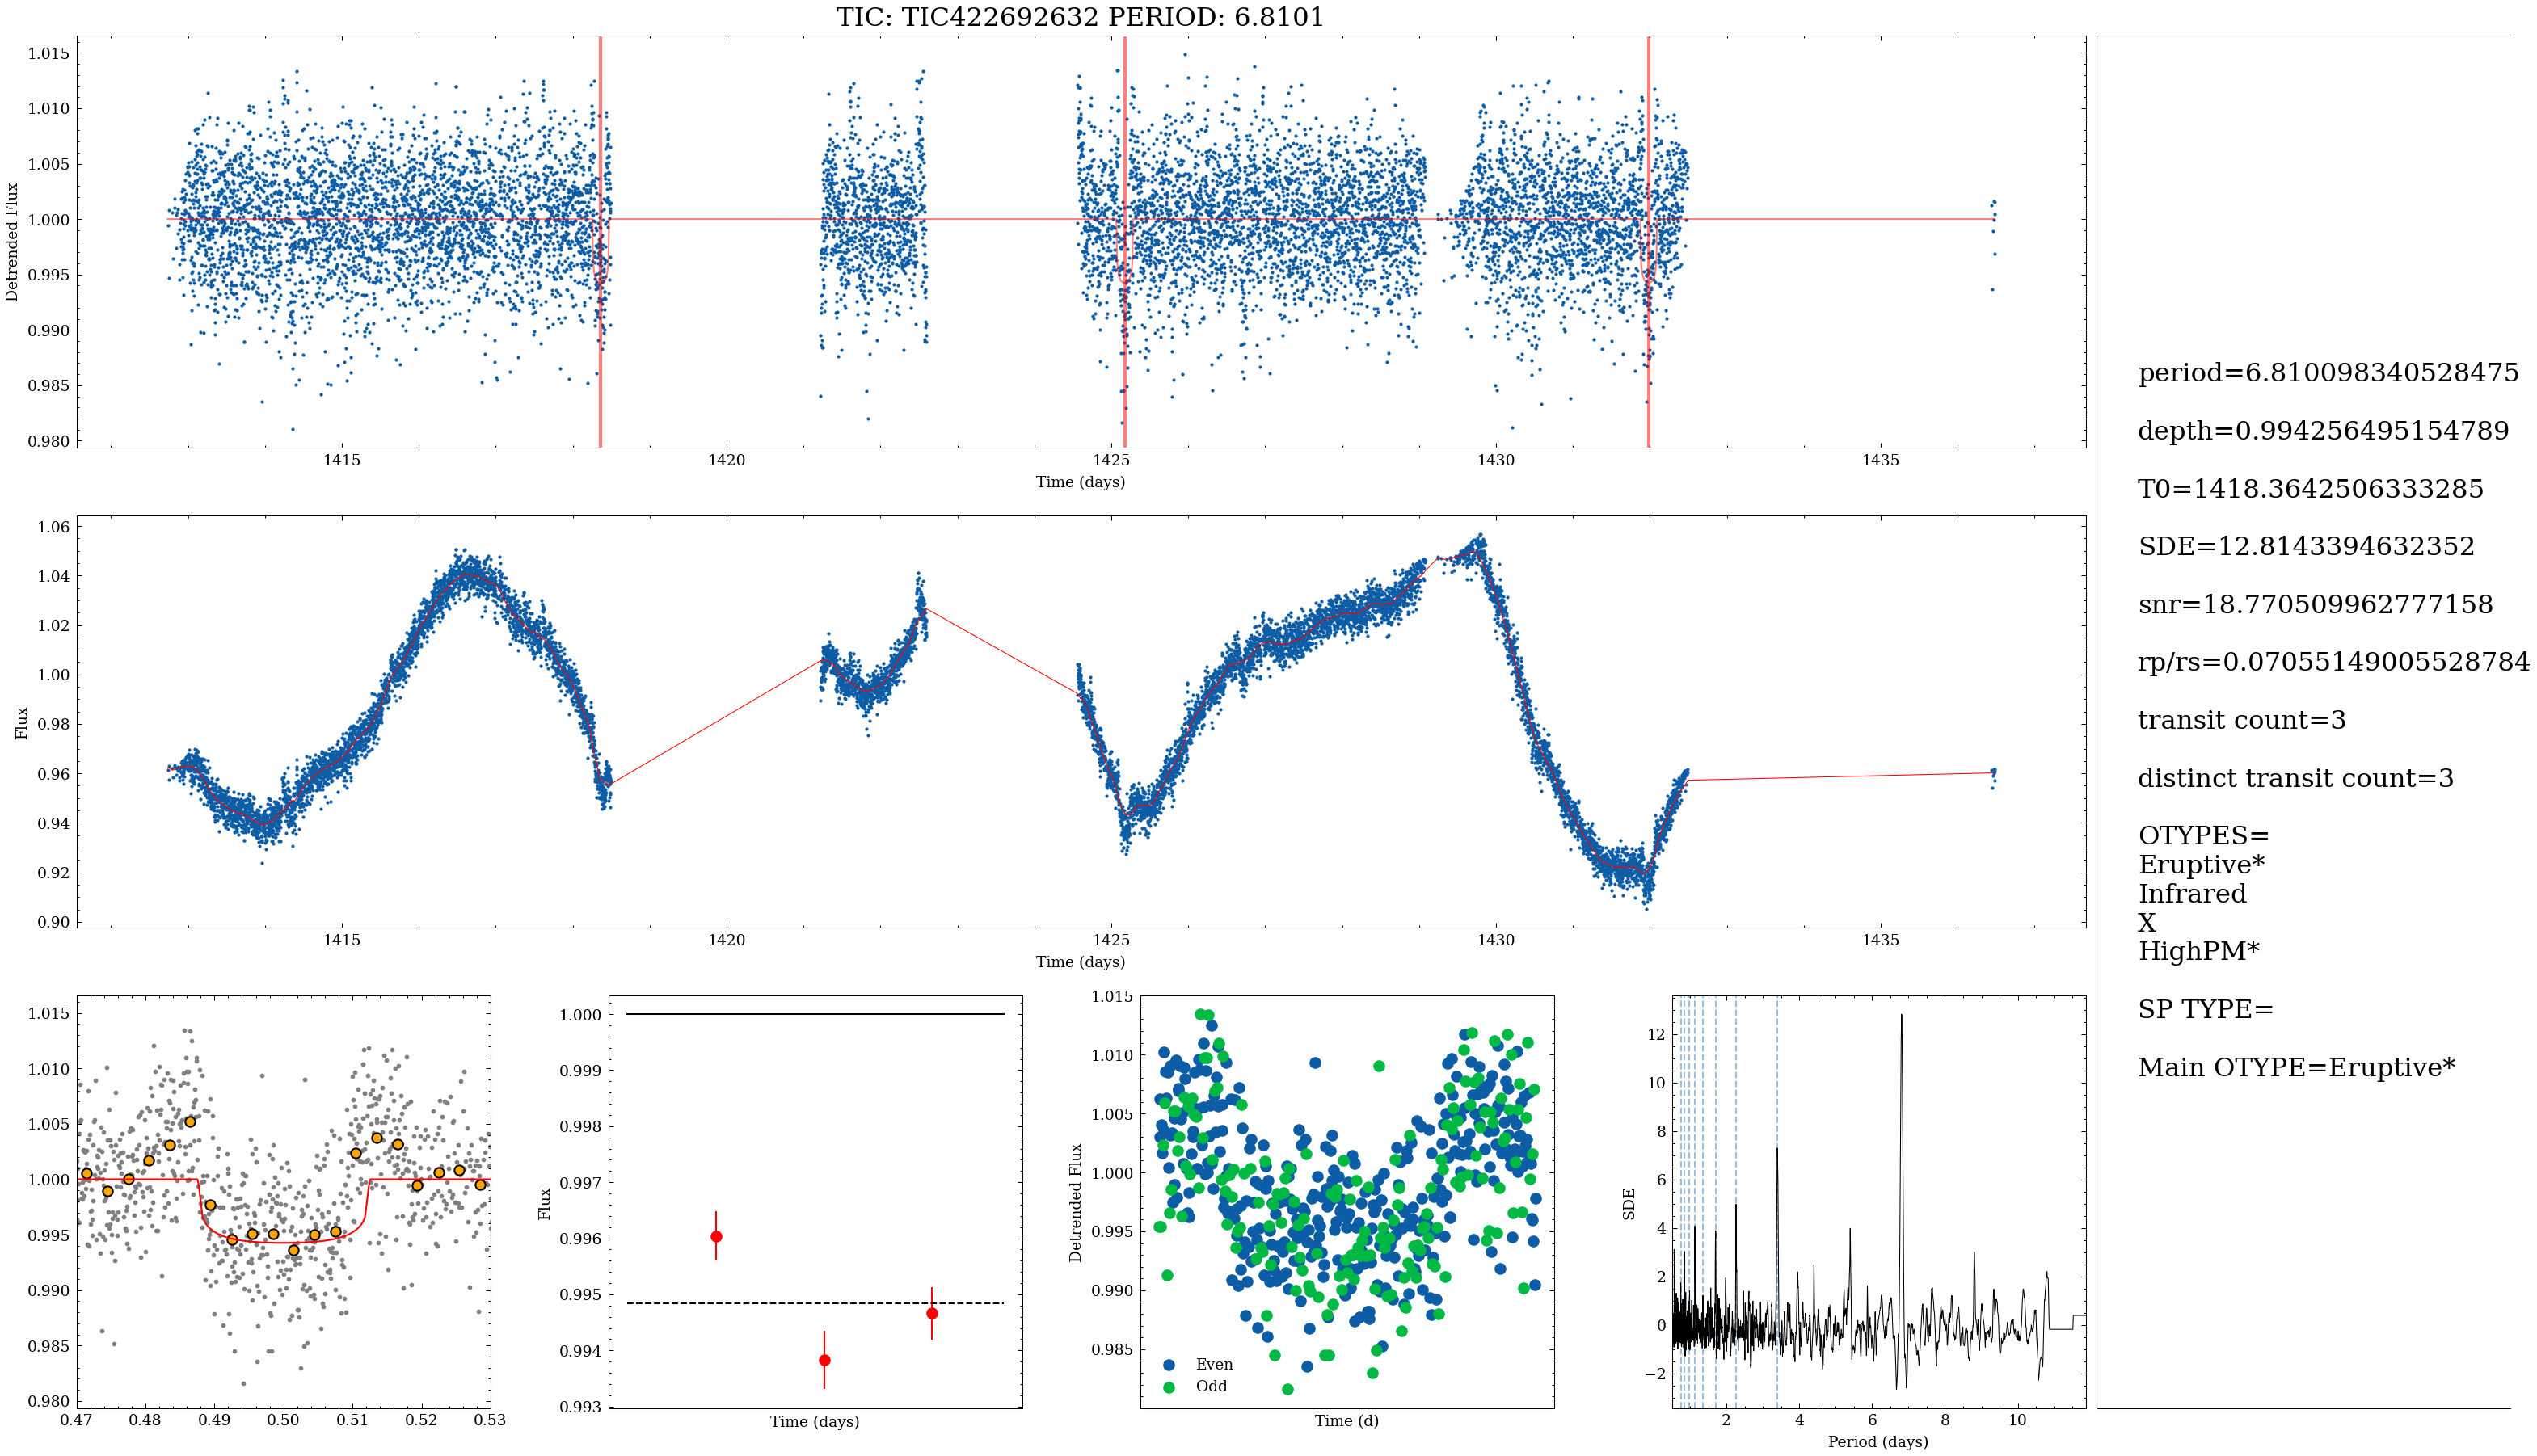 TIC: TIC422692632 PERIOD: 6.8101
1.015
1.010
1.005
1.000
0.995
0.990
0.985
0.980
Detrended Flux
1415
1420
1425
1430
1435
Time (days)
1.06
1.04
1.02
1.00
0.98
0.96
0.94
0.92
0.90
Flux
1415
1420
1425
1430
1435
Time (days)
1.015
1.010
1.005
1.000
0.995
0.990
0.985
0.980
0.47
0.48
0.49
0.50
0.51
0.52
0.53
1.000
0.999
0.998
0.997
0.996
0.995
0.994
0.993
Flux
Time (days)
1.015
1.010
1.005
1.000
0.995
0.990
0.985
Detrended Flux
Even
Odd
Time (d)
12
10
8
6
4
2
0
−2
SDE
2
4
6
8
10
Period (days)
period=6.810098340528475
depth=0.994256495154789
T0=1418.3642506333285
SDE=12.8143394632352
snr=18.770509962777158
rp/rs=0.07055149005528784
transit count=3
distinct transit count=3
OTYPES=
Eruptive*
Infrared
X
HighPM*
SP TYPE=
Main OTYPE=Eruptive*